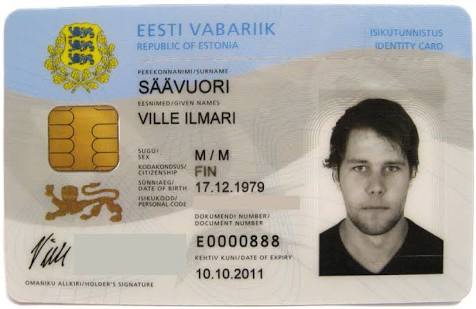 EESTI VABARIIK
REPUBLIC OF ESTONIA
ISIKUTUNNISTUS
IDENTITY CARD
PEREKONNANIMI/SURNAME
SÄÄVUORI
EESNIMED/GIVEN NAMES
VILLE ILMARI
SUGU/
SEX
M / M
KODAKONDSUS/
CITIZENSHIP
FIN
SÜNNIAEG/
DATE OF BIRTH
17.12.1979
ISIKUKOOD/
PERSONAL CODE
DOKUMENDI NUMBER/
DOCUMENT NUMBER
E0000888
KEHTIV KUNI/DATE OF EXPIRY
10.10.2011
OMANIKU ALLKIRI/HOLDER'S SIGNATURE